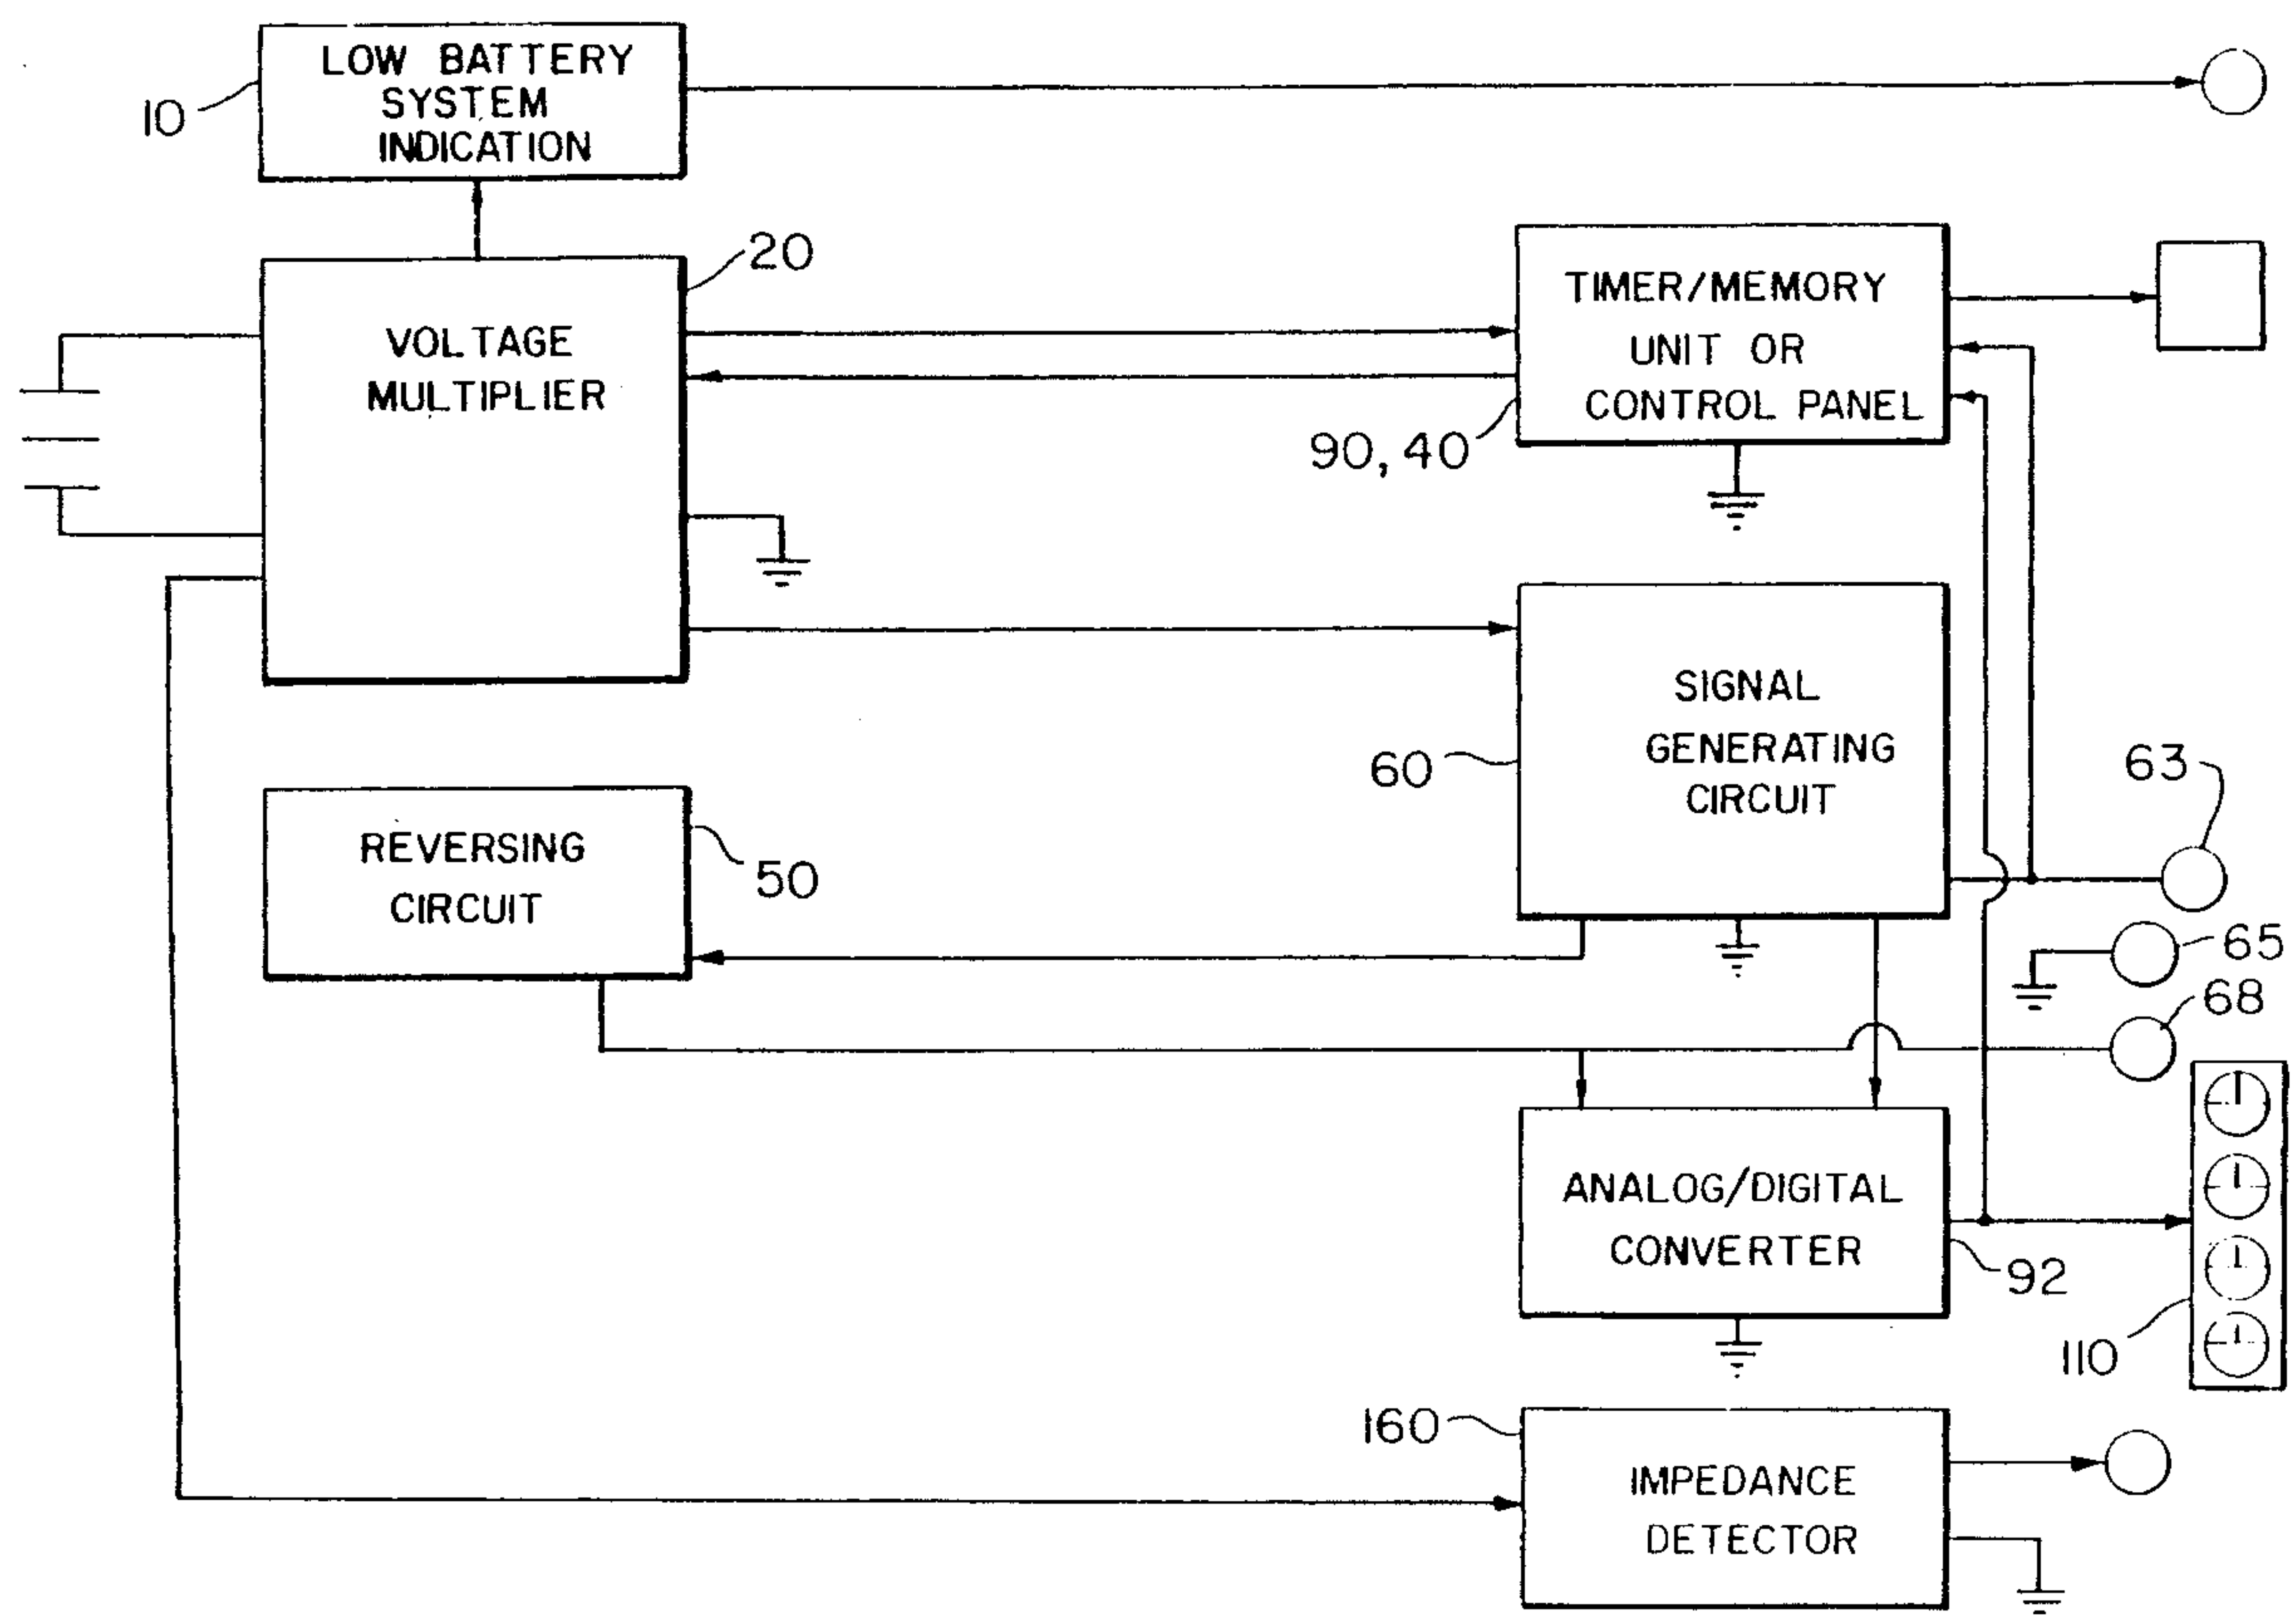 LOW BATTERY
SYSTEM
INDICATION
10
20
VOLTAGE
MULTIPLIER
TIMER/MEMORY
UNIT OR
CONTROL PANEL
90, 40
SIGNAL
GENERATING
CIRCUIT
60
63
REVERSING
CIRCUIT
50
65
68
ANALOG/DIGITAL
CONVERTER
92
110
160
IMPEDANCE
DETECTOR